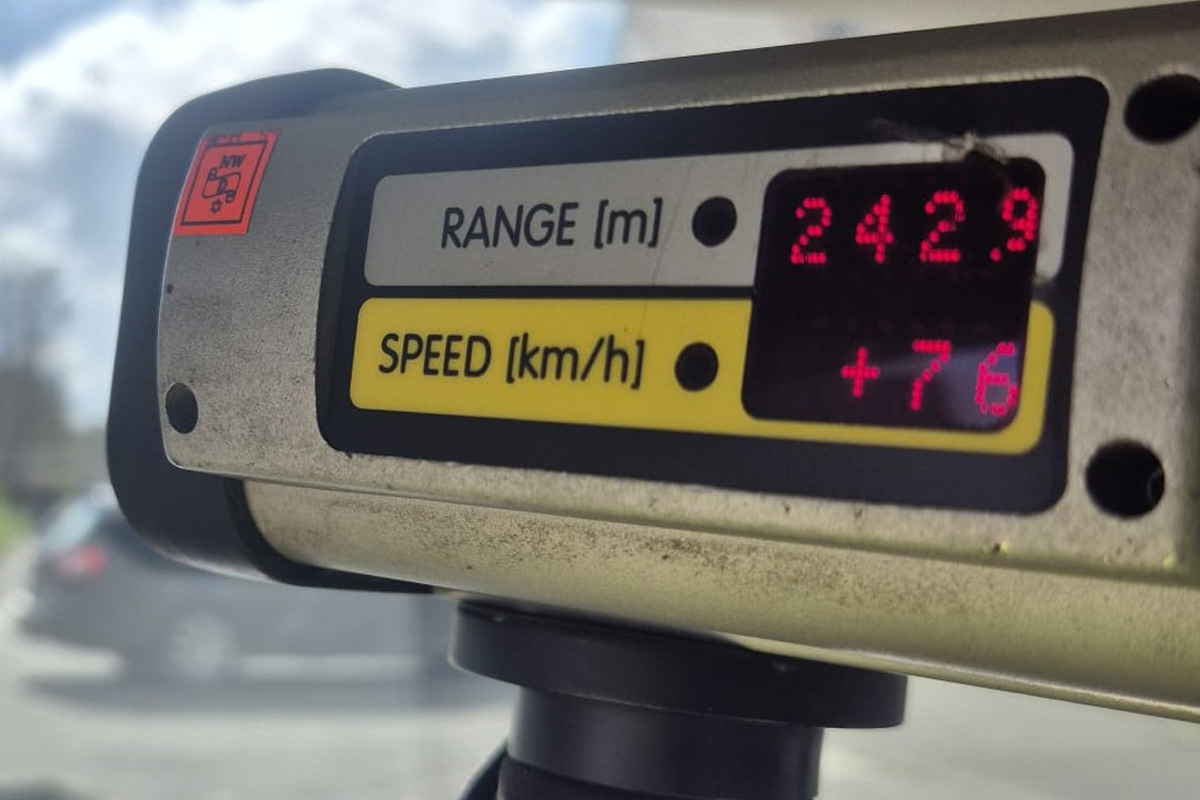 NW
RANGE [m] 242.9
SPEED [km/h] +76